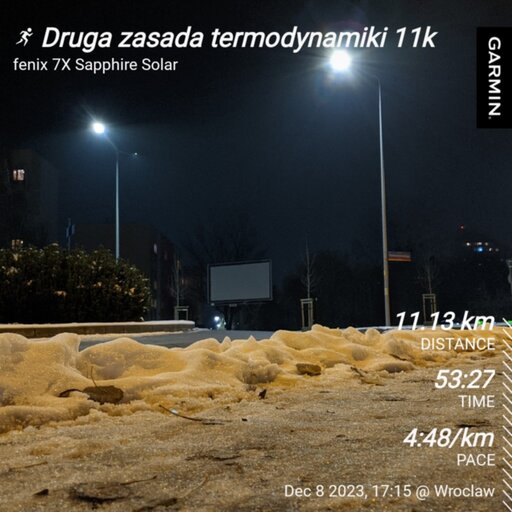 Druga zasada termodynamiki 11k
fenix 7X Sapphire Solar
GARMIN.
11.13 km
DISTANCE
53:27
TIME
4:48/km
PACE
Dec 8 2023, 17:15 @ Wroclaw